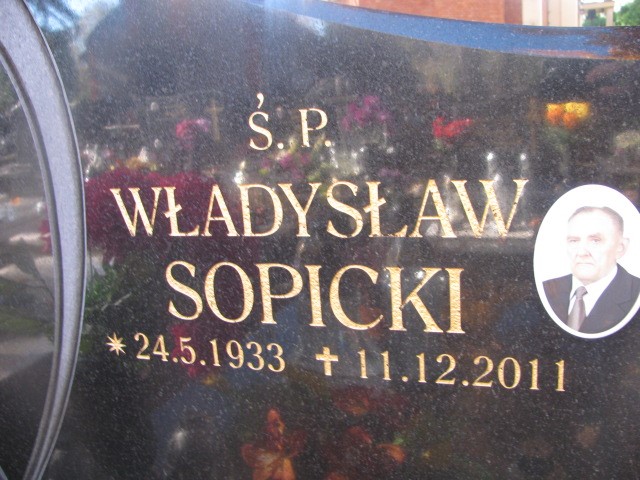 Ś. P.
WŁADYSŁAW
SOPICKI
* 24.5.1933 ✝ 11.12.2011